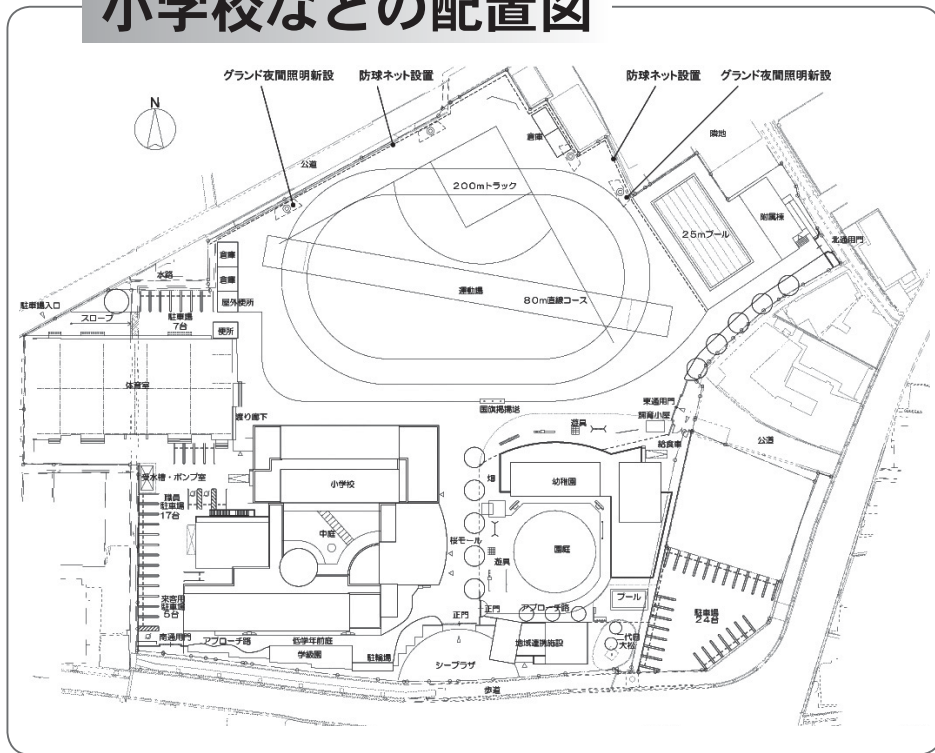 小学校などの配置図
グランド夜間照明新設
防球ネット設置
防球ネット設置
グランド夜間照明新設
N
公道
倉庫
隣地
200mトラック
25mプール
附属棟
北通用門
倉庫
倉庫
水路
屋外便所
運動場
80m直線コース
駐車場入口
スロープ
駐車場
7台
便所
体育室
渡り廊下
国旗掲揚塔
東通用門
飼育小屋
遊具
給食車
公道
受水槽・ポンプ室
小学校
畑
幼稚園
職員
駐車場
17台
中庭
桜モール
園庭
遊具
来客用
駐車場
5台
プール
駐車場
24台
正門
正門
アプローチ路
南通用門
アプローチ路
低学年前庭
学級園
駐輪場
地域連携施設
二代目
大松
シープラザ
歩道